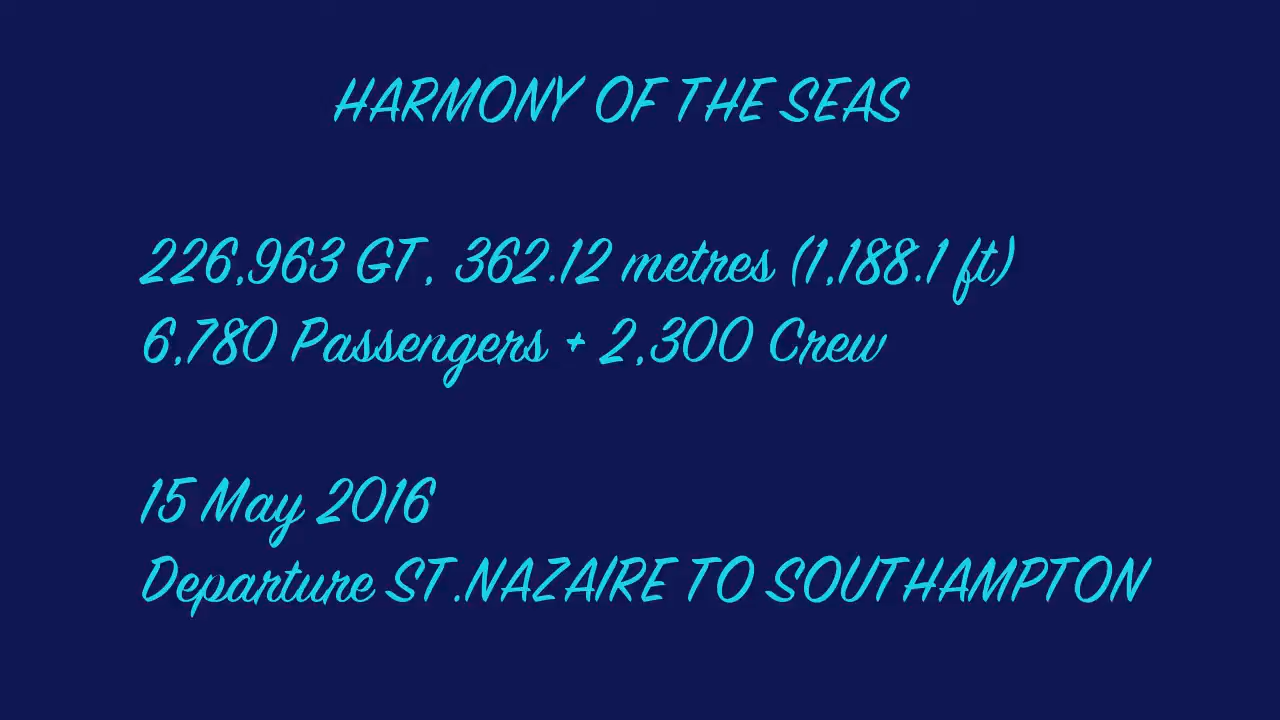 HARMONY OF THE SEAS
226,963 GT, 362.12 metres (1,188.1 ft)
6,780 Passengers + 2,300 Crew
15 May 2016
Departure ST.NAZAIRE TO SOUTHAMPTON